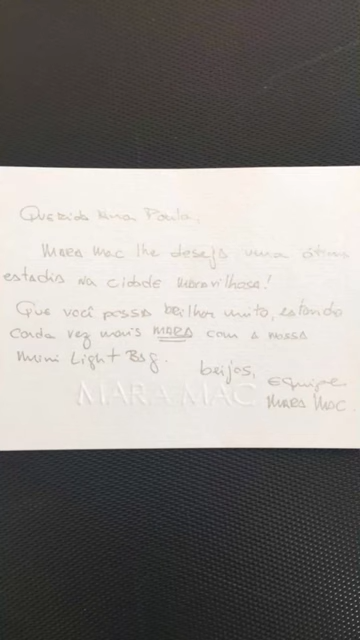 Querida Ana Paula,
Mara Mac lhe deseja uma ótima
estadia na cidade maravilhosa!
Que você possa brilhar muito, estando
cada vez mais MARA com a nossa
Mini Light Bag.
beijos,
Equipe
MARA MAC.
MARA MAC